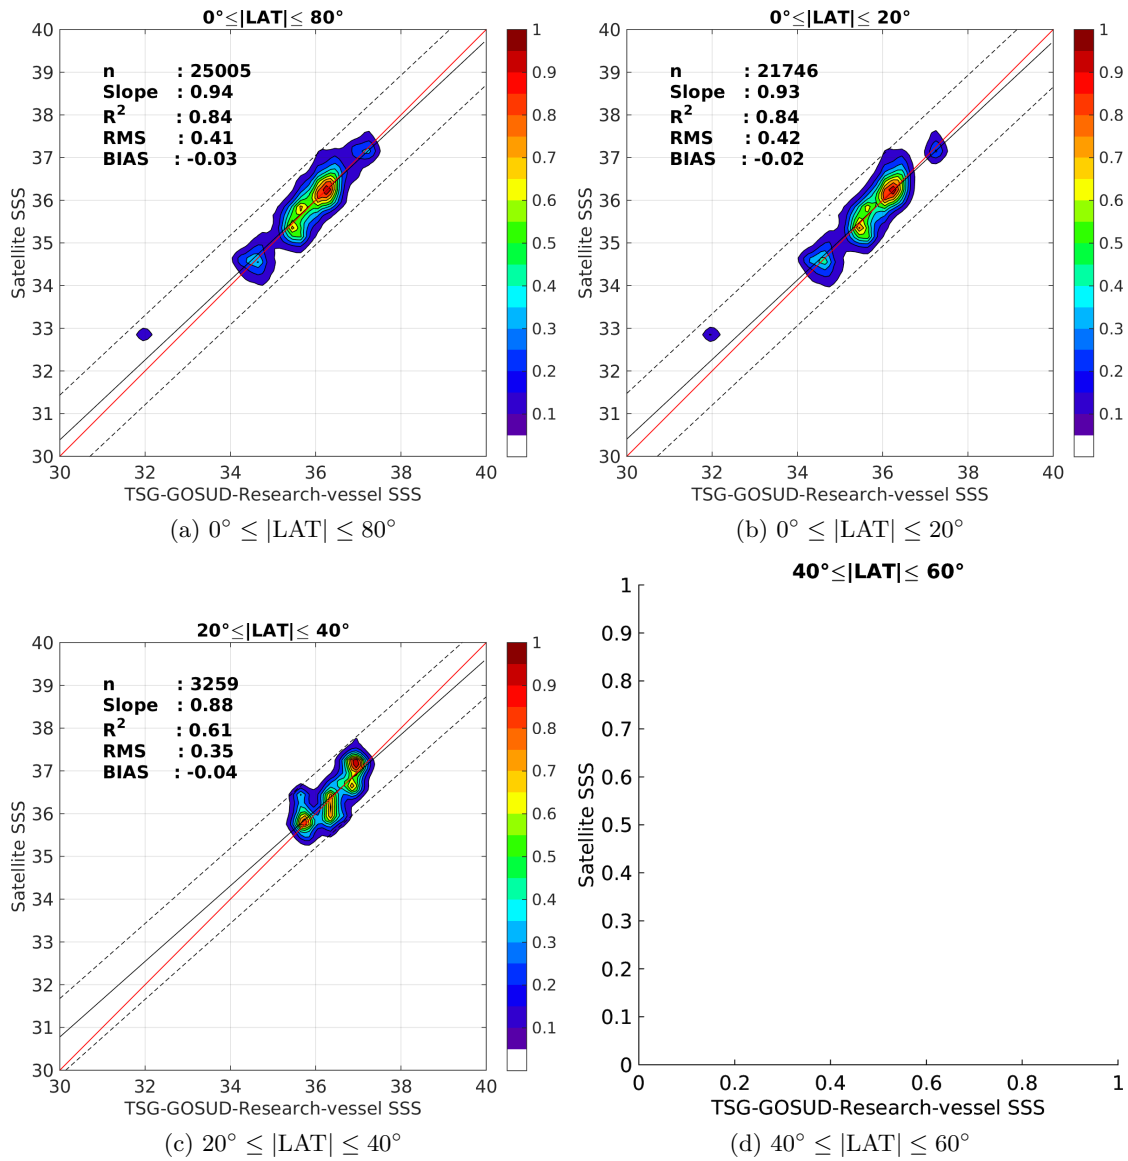 0°≤|LAT|≤ 80°
n : 25005
Slope : 0.94
R² : 0.84
RMS : 0.41
BIAS : -0.03
Satellite SSS
40
39
38
37
36
35
34
33
32
31
30
30 32 34 36 38 40
TSG-GOSUD-Research-vessel SSS
1
0.9
0.8
0.7
0.6
0.5
0.4
0.3
0.2
0.1
(a) 0° ≤ |LAT| ≤ 80°
0°≤|LAT|≤ 20°
n : 21746
Slope : 0.93
R² : 0.84
RMS : 0.42
BIAS : -0.02
Satellite SSS
40
39
38
37
36
35
34
33
32
31
30
30 32 34 36 38 40
TSG-GOSUD-Research-vessel SSS
1
0.9
0.8
0.7
0.6
0.5
0.4
0.3
0.2
0.1
(b) 0° ≤ |LAT| ≤ 20°
20°≤|LAT|≤ 40°
n : 3259
Slope : 0.88
R² : 0.61
RMS : 0.35
BIAS : -0.04
Satellite SSS
40
39
38
37
36
35
34
33
32
31
30
30 32 34 36 38 40
TSG-GOSUD-Research-vessel SSS
1
0.9
0.8
0.7
0.6
0.5
0.4
0.3
0.2
0.1
(c) 20° ≤ |LAT| ≤ 40°
40°≤|LAT|≤ 60°
Satellite SSS
1
0.9
0.8
0.7
0.6
0.5
0.4
0.3
0.2
0.1
0
0 0.2 0.4 0.6 0.8 1
TSG-GOSUD-Research-vessel SSS
(d) 40° ≤ |LAT| ≤ 60°